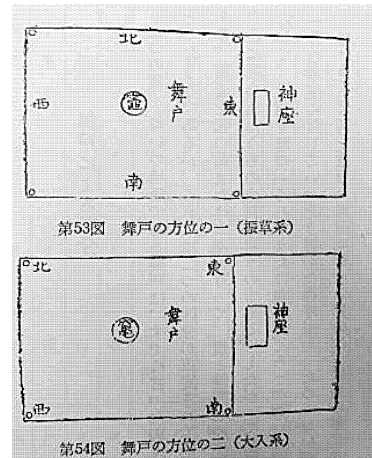 北
西
竈
舞戸
東
神座
南
第53図 舞戸の方位の一(振草系)
北
東
舞戸
神座
西
南
第54図 舞戸の方位の二(大入系)